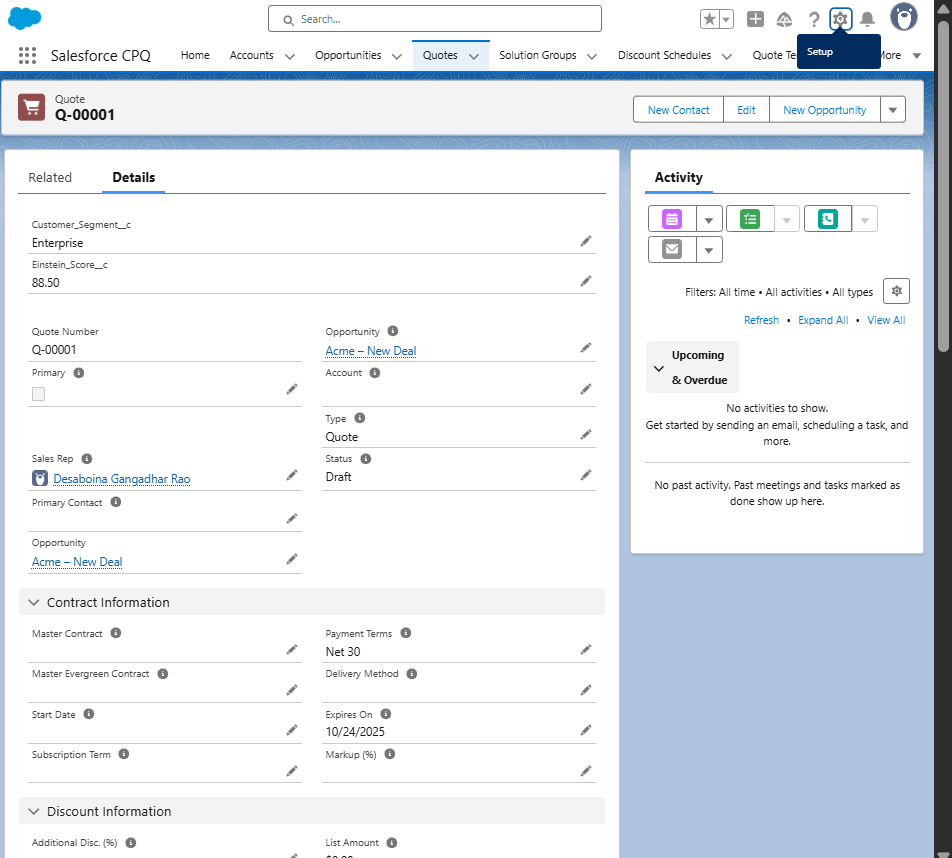 Search...
Salesforce CPQ
Home
Accounts
Opportunities
Quotes
Solution Groups
Discount Schedules
Quote Te
Setup
More
Quote
Q-00001
New Contact
Edit
New Opportunity
Related
Details
Customer_Segment__c
Enterprise
Einstein_Score__c
88.50
Quote Number
Q-00001
Opportunity
Acme – New Deal
Primary
Account
Type
Quote
Sales Rep
Desaboina Gangadhar Rao
Status
Draft
Primary Contact
Opportunity
Acme – New Deal
Contract Information
Master Contract
Payment Terms
Net 30
Master Evergreen Contract
Delivery Method
Start Date
Expires On
10/24/2025
Subscription Term
Markup (%)
Discount Information
Additional Disc. (%)
List Amount
Activity
Filters: All time • All activities • All types
Refresh • Expand All • View All
Upcoming
& Overdue
No activities to show.
Get started by sending an email, scheduling a task, and
more.
No past activity. Past meetings and tasks marked as
done show up here.